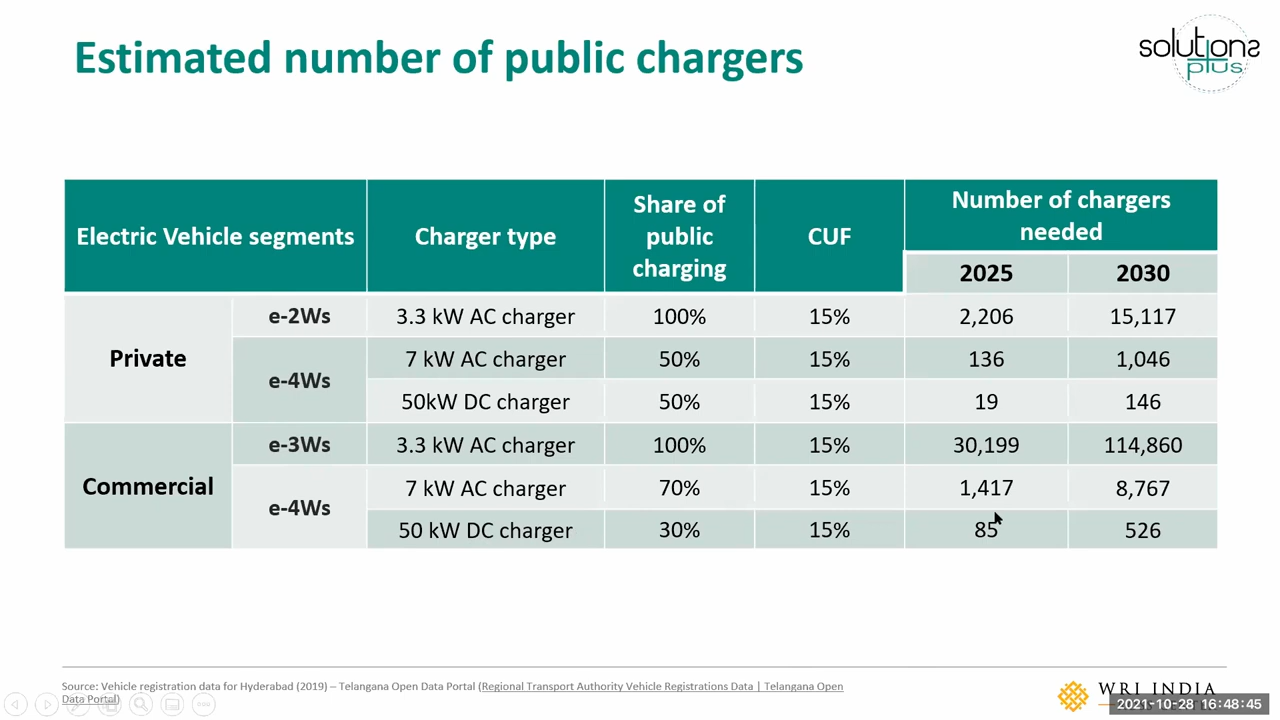 Estimated number of public chargers
solutions
plus
Electric Vehicle segments
Charger type
Share of
public
charging
CUF
Number of chargers
needed
2025
2030
Private
e-2Ws
3.3 kW AC charger
100%
15%
2,206
15,117
e-4Ws
7 kW AC charger
50%
15%
136
1,046
50kW DC charger
50%
15%
19
146
Commercial
e-3Ws
3.3 kW AC charger
100%
15%
30,199
114,860
e-4Ws
7 kW AC charger
70%
15%
1,417
8,767
50 kW DC charger
30%
15%
85
526
Source: Vehicle registration data for Hyderabad (2019) – Telangana Open Data Portal (Regional Transport Authority Vehicle Registrations Data | Telangana Open
Data Portal)
WRI INDIA
2021-10-28 16:48:45